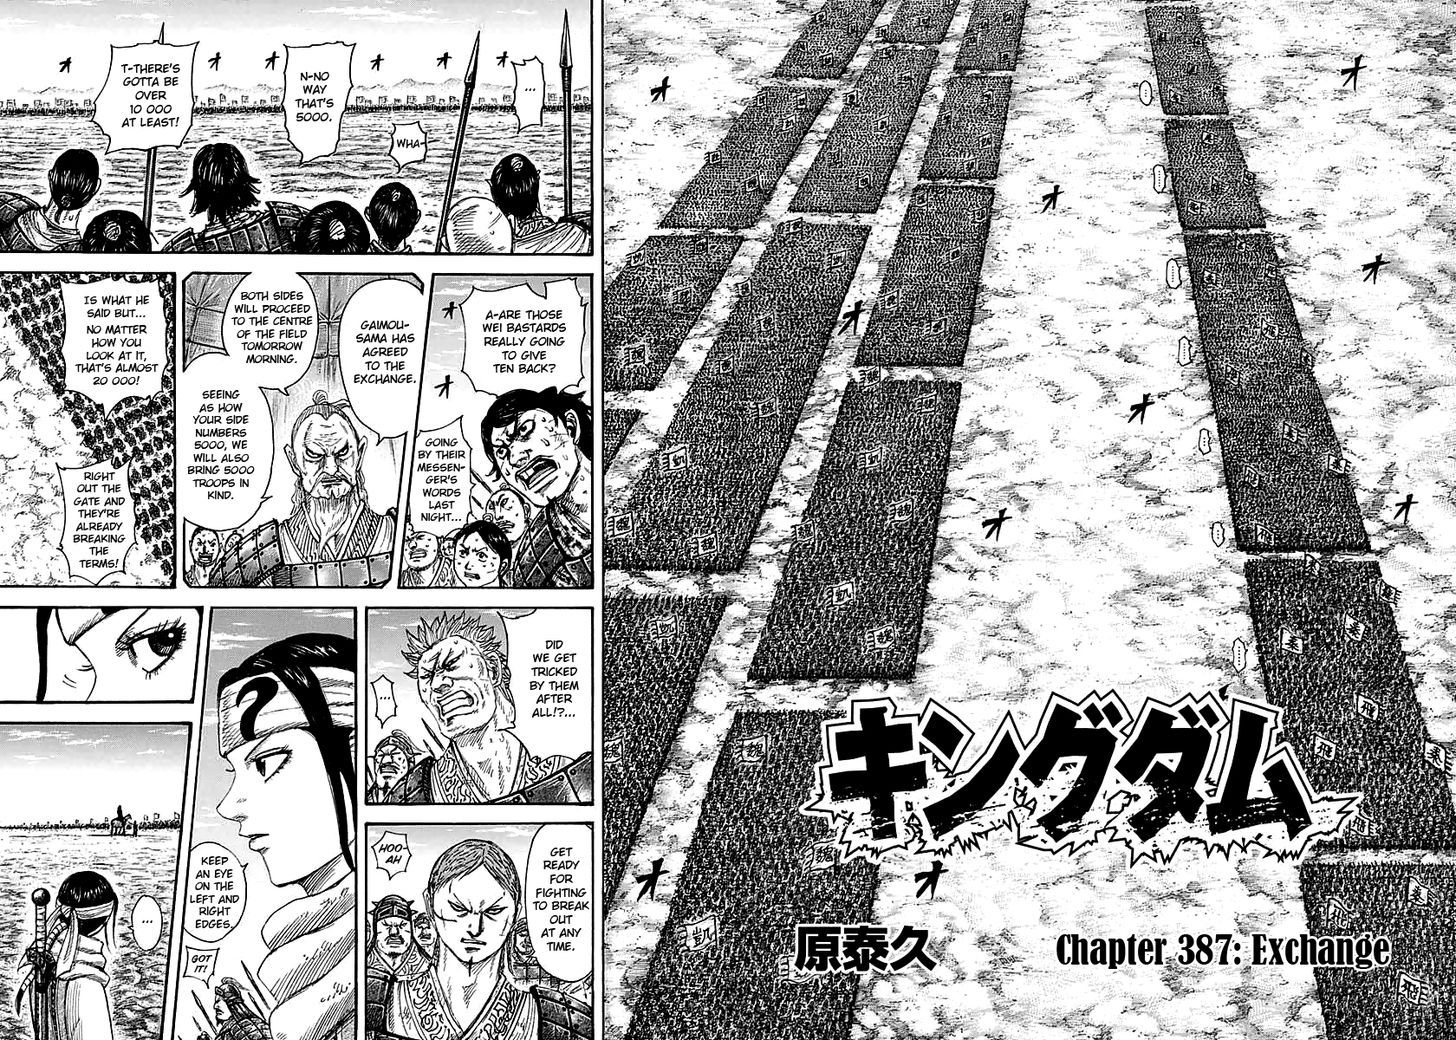 キングダム
原泰久
Chapter 387: Exchange
...
WHA-
N-NO
WAY
THAT'S
5000.
T-THERE'S
GOTTA BE
OVER
10 000
AT LEAST!
A-ARE THOSE
WEI BASTARDS
REALLY
GOING TO
GIVE
TEN BACK?
GOING
BY THEIR
MESSEN-
GER'S
WORDS
LAST
NIGHT...
GAIMOU-
SAMA HAS
AGREED
TO THE
EXCHANGE.
BOTH SIDES
WILL PROCEED
TO THE CENTRE
OF THE FIELD
TOMORROW
MORNING.
SEEING
AS HOW
YOUR SIDE
NUMBERS
5000, WE
WILL ALSO
BRING 5000
TROOPS IN
KIND.
IS WHAT HE
SAID BUT...
NO MATTER
HOW YOU
LOOK AT IT,
THAT'S ALMOST
20 000!
RIGHT
OUT THE
GATE AND
THEY'RE
ALREADY
BREAKING
THE
TERMS!
DID
WE GET
TRICKED
BY THEM
AFTER
ALL!?...
...
GET
READY
FOR
FIGHTING
TO BREAK
OUT AT
ANY TIME.
HOO-
AH
KEEP
AN EYE
ON THE
LEFT AND
RIGHT
EDGES.
GOT
IT!
...